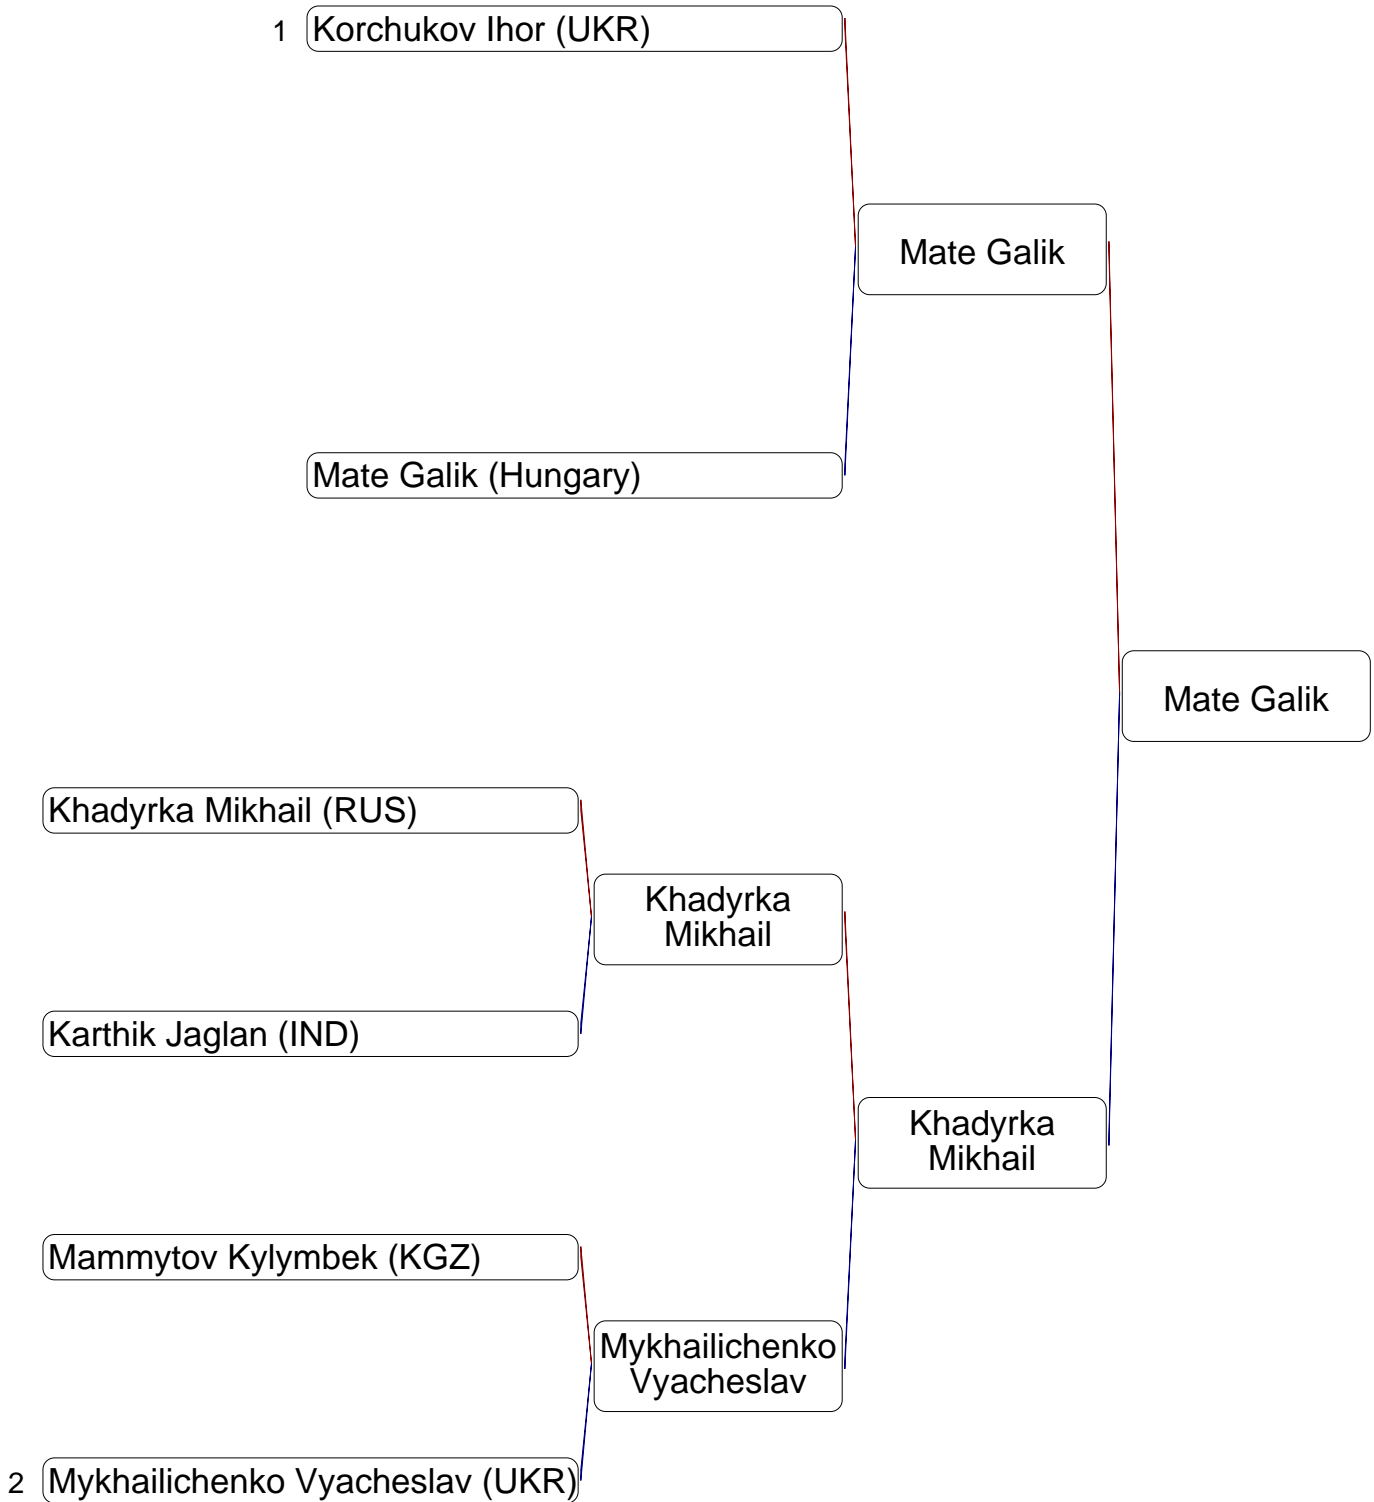 1 Korchukov Ihor (UKR)
Mate Galik
Mate Galik (Hungary)
Mate Galik
Khadyrka Mikhail (RUS)
Khadyrka
Mikhail
Karthik Jaglan (IND)
Khadyrka
Mikhail
Mammytov Kylymbek (KGZ)
Mykhailichenko
Vyacheslav
2 Mykhailichenko Vyacheslav (UKR)